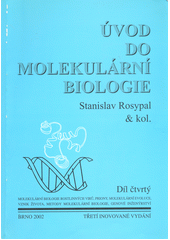 ÚVOD
DO
MOLEKULÁRNÍ
BIOLOGIE
Stanislav Rosypal
& kol.
Díl čtvrtý
MOLEKULÁRNÍ BIOLOGIE ROSTLINNÝCH VIRŮ. PRIONY. MOLEKULÁRNÍ EVOLUCE.
VZNIK ŽIVOTA. METODY MOLEKULÁRNÍ BIOLOGIE. GENOVÉ INŽENÝRSTVÍ
BRNO 2002
TŘETÍ INOVOVANÉ VYDÁNÍ